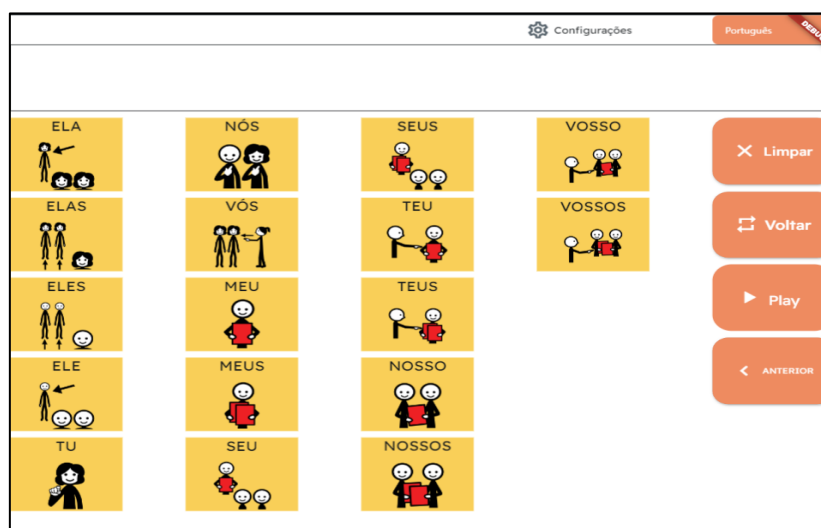 Configurações
Português
DEBUG
ELA
NÓS
SEUS
VOSSO
Limpar
ELAS
VÓS
TEU
VOSSOS
Voltar
ELES
MEU
TEUS
Play
ELE
MEUS
NOSSO
ANTERIOR
TU
SEU
NOSSOS